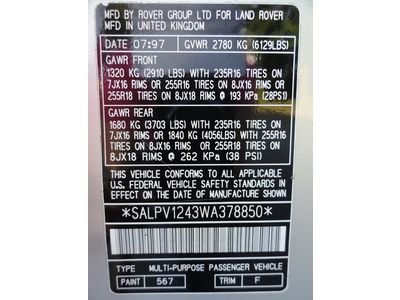 MFD BY ROVER GROUP LTD FOR LAND ROVER
MFD IN UNITED KINGDOM
DATE 07:97 GVWR 2780 KG (6129LBS)
GAWR FRONT
1320 KG (2910 LBS) WITH 235R16 TIRES ON
7JX16 RIMS OR 255R16 TIRES ON 8JX16 RIMS OR
255R18 TIRES ON 8JX18 RIMS @ 193 KPa (28PSI)
GAWR REAR
1680 KG (3703 LBS) WITH 235R16 TIRES ON
7JX16 RIMS OR 1840 KG (4056LBS) WITH 255R16
TIRES ON 8JX16 RIMS OR 255R18 TIRES ON
8JX18 RIMS @ 262 KPa (38 PSI)
THIS VEHICLE CONFORMS TO ALL APPLICABLE
U.S. FEDERAL VEHICLE SAFETY STANDARDS IN
EFFECT ON THE DATE OF MANUFACTURE SHOWN
ABOVE
*SALPV1243WA378850*
TYPE MULTI-PURPOSE PASSENGER VEHICLE
PAINT 567 TRIM F